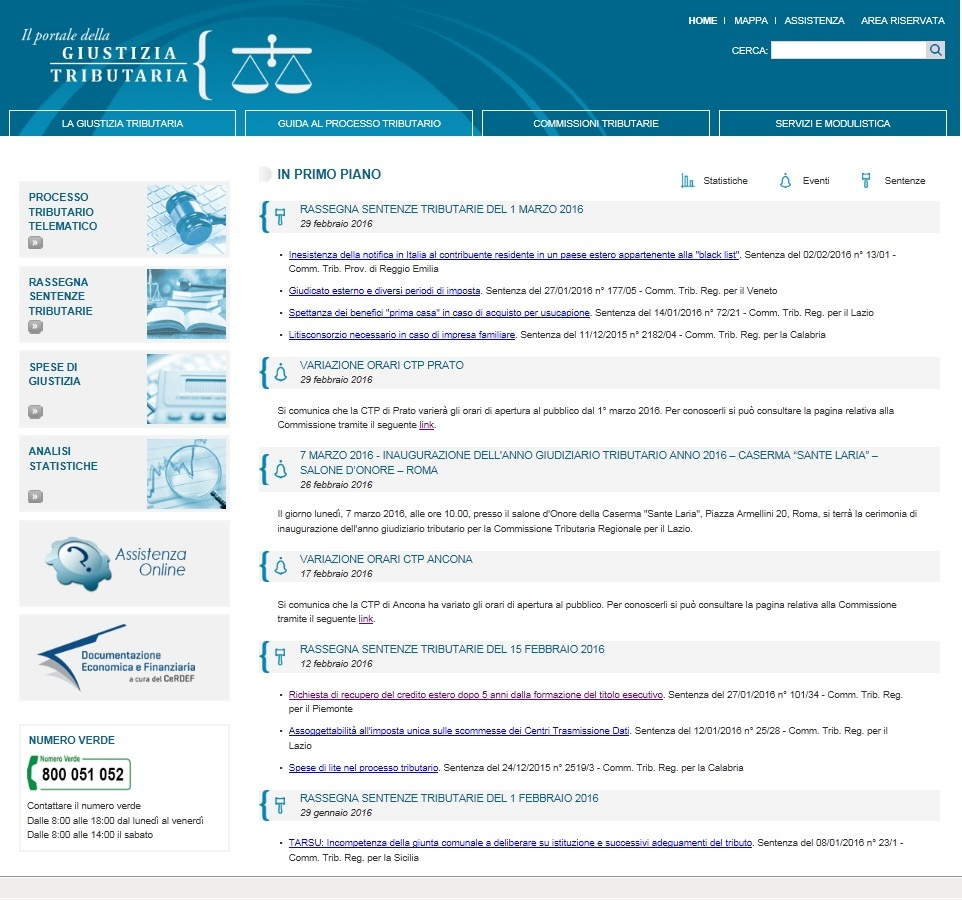 Il portale della
GIUSTIZIA
TRIBUTARIA
HOME | MAPPA | ASSISTENZA AREA RISERVATA
CERCA:
LA GIUSTIZIA TRIBUTARIA
GUIDA AL PROCESSO TRIBUTARIO
COMMISSIONI TRIBUTARIE
SERVIZI E MODULISTICA
PROCESSO
TRIBUTARIO
TELEMATICO
RASSEGNA
SENTENZE
TRIBUTARIE
SPESE DI
GIUSTIZIA
ANALISI
STATISTICHE
Assistenza
Online
Documentazione
Economica e Finanziaria
a cura del CeRDEF
NUMERO VERDE
Numero Verde
800 051 052
Contattare il numero verde
Dalle 8:00 alle 18:00 dal lunedì al venerdì
Dalle 8:00 alle 14:00 il sabato
IN PRIMO PIANO
Statistiche
Eventi
Sentenze
RASSEGNA SENTENZE TRIBUTARIE DEL 1 MARZO 2016
29 febbraio 2016
• Inesistenza della notifica in Italia al contribuente residente in un paese estero appartenente alla "black list". Sentenza del 02/02/2016 n° 13/01 -
Comm. Trib. Prov. di Reggio Emilia
• Giudicato esterno e diversi periodi di imposta. Sentenza del 27/01/2016 n° 177/05 - Comm. Trib. Reg. per il Veneto
• Spettanza dei benefici "prima casa" in caso di acquisto per usucapione. Sentenza del 14/01/2016 n° 72/21 - Comm. Trib. Reg. per il Lazio
• Litisconsorzio necessario in caso di impresa familiare. Sentenza del 11/12/2015 n° 2182/04 - Comm. Trib. Reg. per la Calabria
VARIAZIONE ORARI CTP PRATO
29 febbraio 2016
Si comunica che la CTP di Prato varierà gli orari di apertura al pubblico dal 1° marzo 2016. Per conoscerli si può consultare la pagina relativa alla
Commissione tramite il seguente link.
7 MARZO 2016 - INAUGURAZIONE DELL'ANNO GIUDIZIARIO TRIBUTARIO ANNO 2016 – CASERMA “SANTE LARIA” –
SALONE D’ONORE – ROMA
26 febbraio 2016
Il giorno lunedì, 7 marzo 2016, alle ore 10.00, presso il salone d'Onore della Caserma "Sante Laria", Piazza Armellini 20, Roma, si terrà la cerimonia di
inaugurazione dell'anno giudiziario tributario per la Commissione Tributaria Regionale per il Lazio.
VARIAZIONE ORARI CTP ANCONA
17 febbraio 2016
Si comunica che la CTP di Ancona ha variato gli orari di apertura al pubblico. Per conoscerli si può consultare la pagina relativa alla Commissione
tramite il seguente link.
RASSEGNA SENTENZE TRIBUTARIE DEL 15 FEBBRAIO 2016
12 febbraio 2016
• Richiesta di recupero del credito estero dopo 5 anni dalla formazione del titolo esecutivo. Sentenza del 27/01/2016 n° 101/34 - Comm. Trib. Reg.
per il Piemonte
• Assoggettabilità all'imposta unica sulle scommesse dei Centri Trasmissione Dati. Sentenza del 12/01/2016 n° 25/28 - Comm. Trib. Reg. per il
Lazio
• Spese di lite nel processo tributario. Sentenza del 24/12/2015 n° 2519/3 - Comm. Trib. Reg. per la Calabria
RASSEGNA SENTENZE TRIBUTARIE DEL 1 FEBBRAIO 2016
29 gennaio 2016
• TARSU: Incompetenza della giunta comunale a deliberare su istituzione e successivi adeguamenti del tributo. Sentenza del 08/01/2016 n° 23/1 -
Comm. Trib. Reg. per la Sicilia